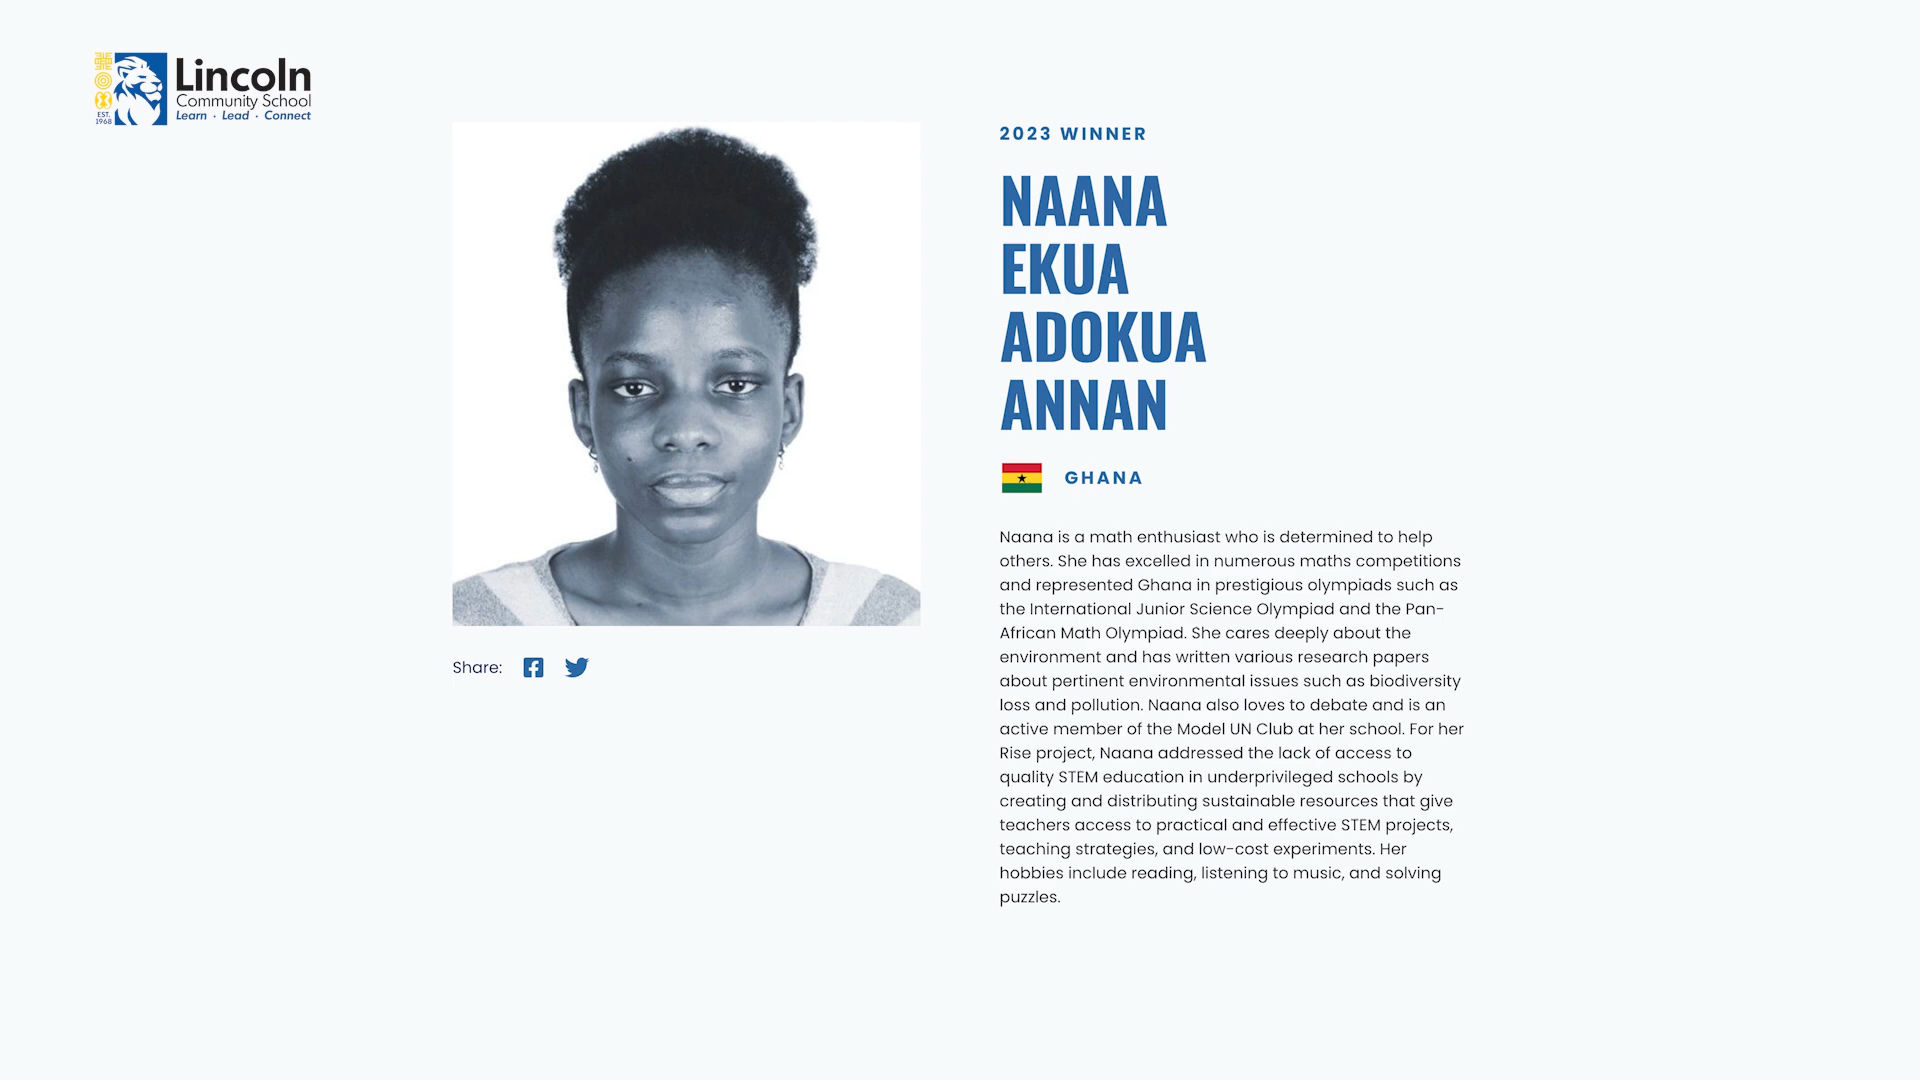 Lincoln
Community School
Learn · Lead · Connect
EST.
1968
2023 WINNER
NAANA
EKUA
ADOKUA
ANNAN
GHANA
Naana is a math enthusiast who is determined to help
others. She has excelled in numerous maths competitions
and represented Ghana in prestigious olympiads such as
the International Junior Science Olympiad and the Pan-
African Math Olympiad. She cares deeply about the
environment and has written various research papers
about pertinent environmental issues such as biodiversity
loss and pollution. Naana also loves to debate and is an
active member of the Model UN Club at her school. For her
Rise project, Naana addressed the lack of access to
quality STEM education in underprivileged schools by
creating and distributing sustainable resources that give
teachers access to practical and effective STEM projects,
teaching strategies, and low-cost experiments. Her
hobbies include reading, listening to music, and solving
puzzles.
Share: